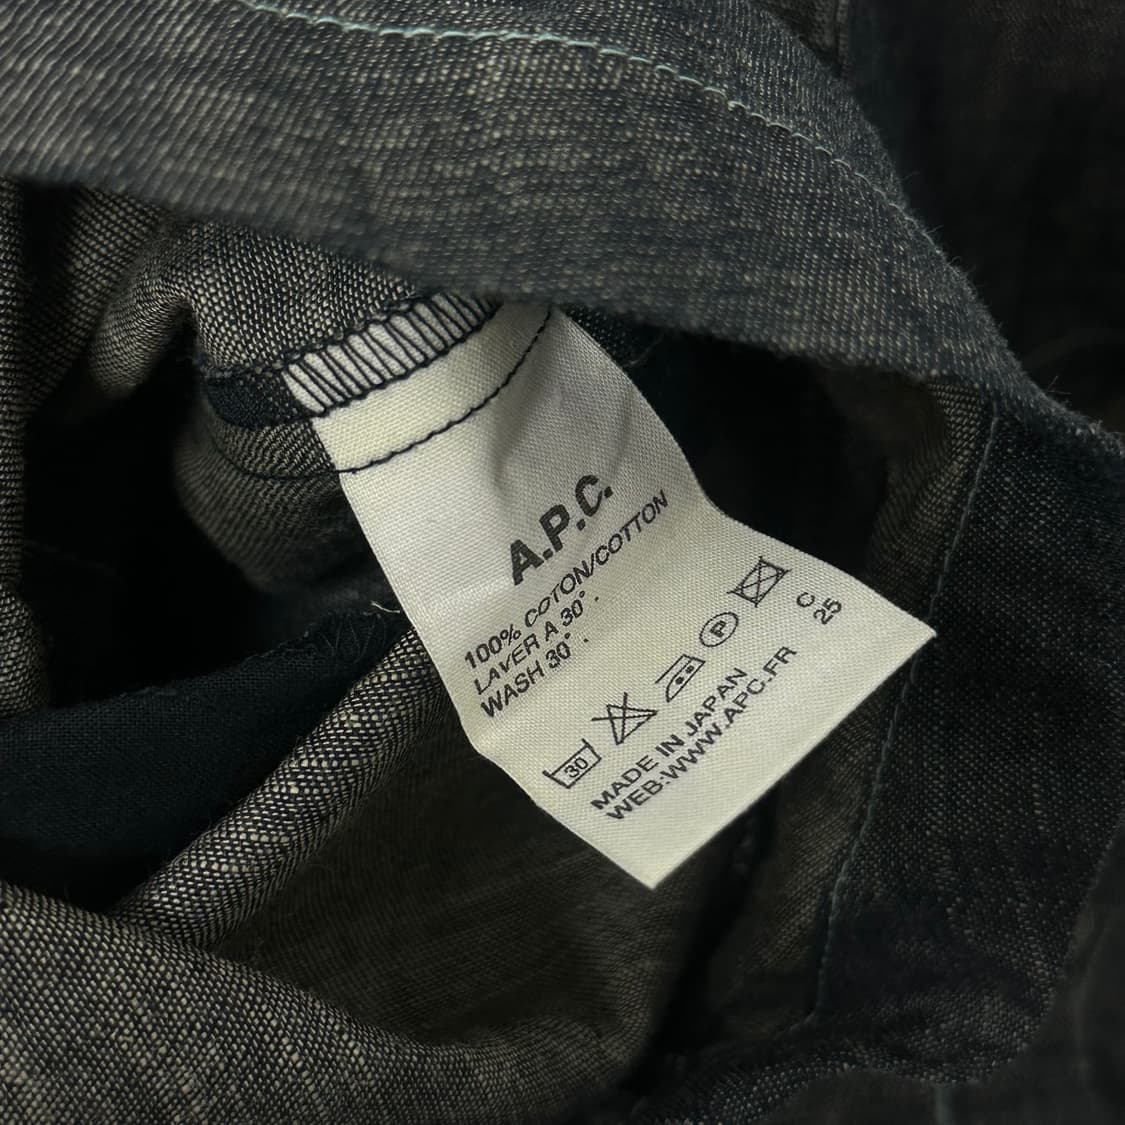 A.P.C.
100% COTON/COTTON
LAVER A 30°.
WASH 30°.
30 P
C
25
MADE IN JAPAN
WEB:WWW.APC.FR